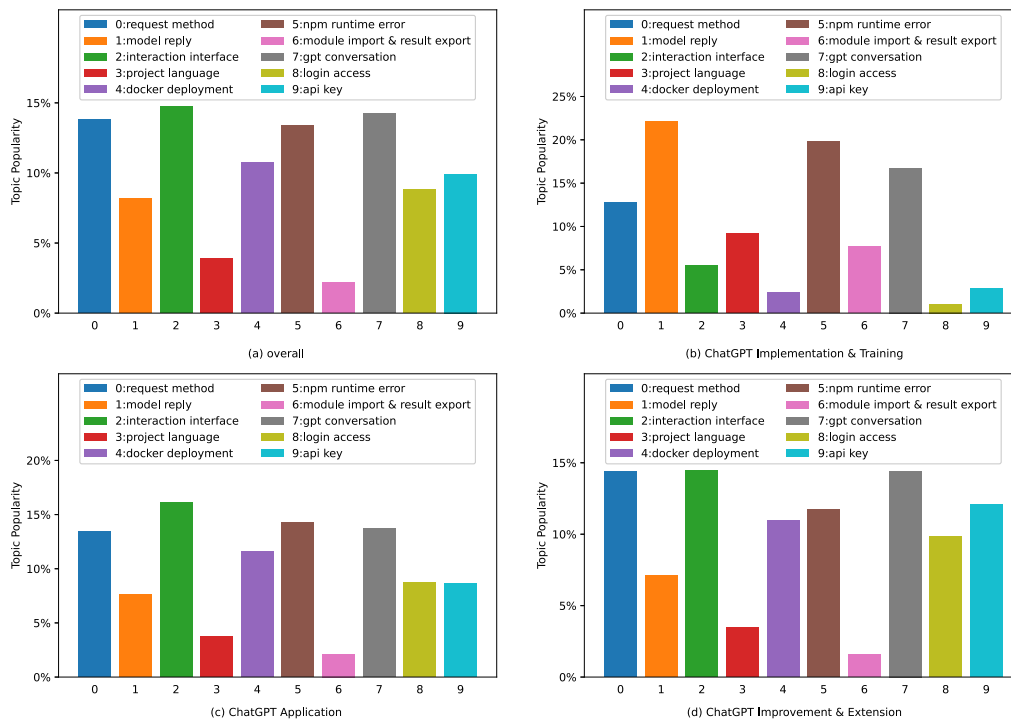 0:request method
1:model reply
2:interaction interface
3:project language
4:docker deployment
5:npm runtime error
6:module import & result export
7:gpt conversation
8:login access
9:api key
Topic Popularity
15%
10%
5%
0%
0 1 2 3 4 5 6 7 8 9
(a) overall
0:request method
1:model reply
2:interaction interface
3:project language
4:docker deployment
5:npm runtime error
6:module import & result export
7:gpt conversation
8:login access
9:api key
Topic Popularity
25%
20%
15%
10%
5%
0%
0 1 2 3 4 5 6 7 8 9
(b) ChatGPT Implementation & Training
0:request method
1:model reply
2:interaction interface
3:project language
4:docker deployment
5:npm runtime error
6:module import & result export
7:gpt conversation
8:login access
9:api key
Topic Popularity
20%
15%
10%
5%
0%
0 1 2 3 4 5 6 7 8 9
(c) ChatGPT Application
0:request method
1:model reply
2:interaction interface
3:project language
4:docker deployment
5:npm runtime error
6:module import & result export
7:gpt conversation
8:login access
9:api key
Topic Popularity
15%
10%
5%
0%
0 1 2 3 4 5 6 7 8 9
(d) ChatGPT Improvement & Extension